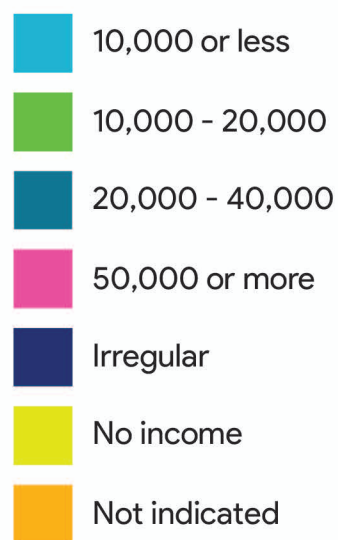 10,000 or less
10,000 - 20,000
20,000 - 40,000
50,000 or more
Irregular
No income
Not indicated